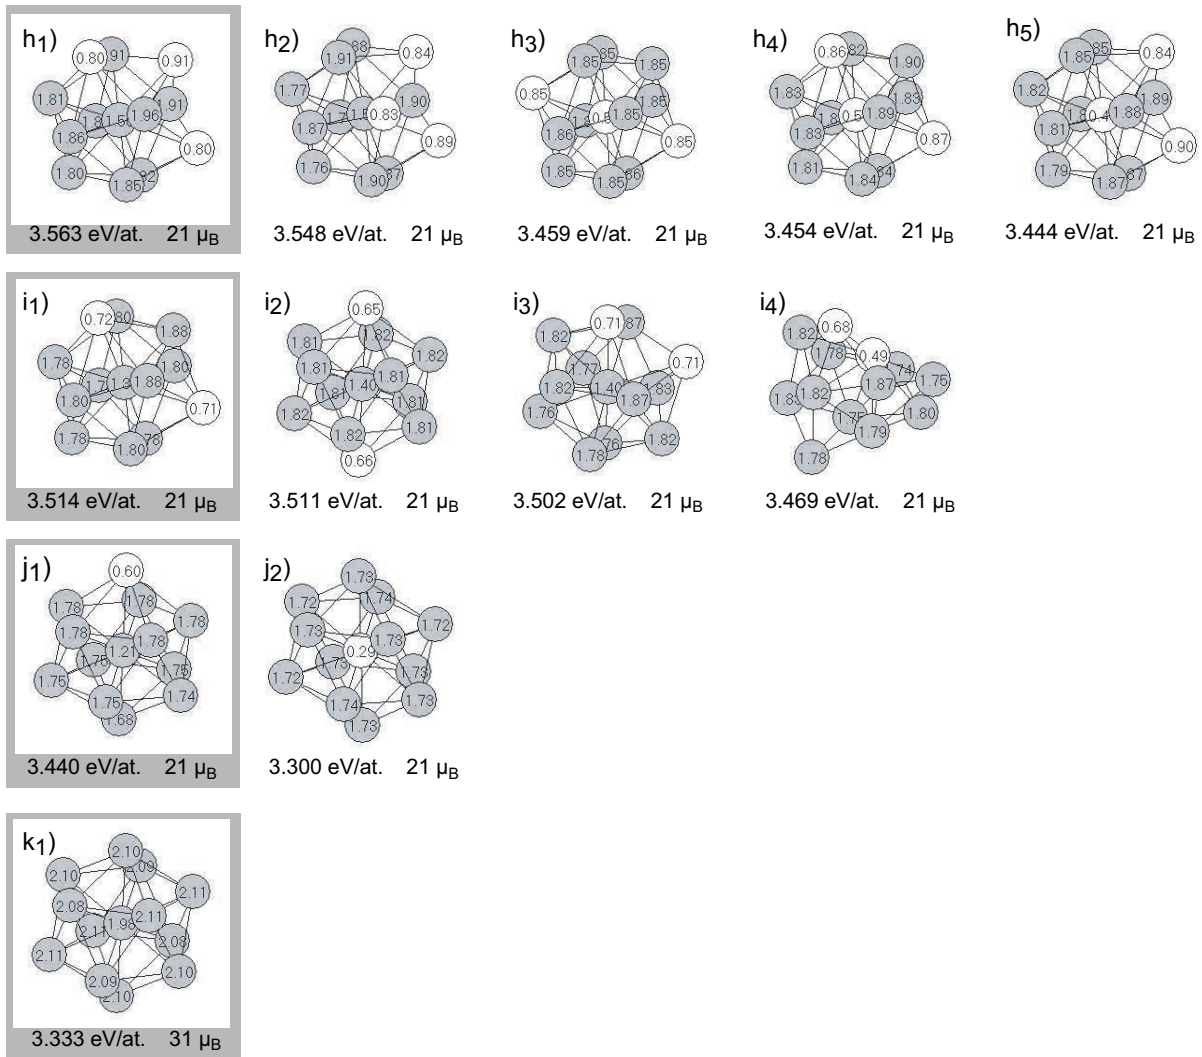 h1) h2) h3) h4) h5)
0.80 .91 0.91 1.81 1.91 1.96 1.86 0.80 1.80 1.85
1.91 0.84 1.77 1.90 0.83 1.87 0.89 1.76 1.90
1.85 .85 1.85 0.85 1.85 1.85 1.86 0.85 1.85 1.85
0.86 .82 1.90 1.83 1.83 1.89 1.83 0.87 1.81 1.84
1.85 .85 0.84 1.82 1.89 1.88 1.81 0.90 1.79 1.87
3.563 eV/at. 21 μB 3.548 eV/at. 21 μB 3.459 eV/at. 21 μB 3.454 eV/at. 21 μB 3.444 eV/at. 21 μB
i1) i2) i3) i4)
0.72 .80 1.88 1.78 1.80 1.88 1.80 0.71 1.78 1.80
0.65 1.81 1.82 1.82 1.81 1.81 1.40 1.81 1.82 1.81 1.82 0.66
0.71 .87 1.82 0.71 1.77 1.82 1.40 1.83 1.87 1.76 1.82 1.78
0.68 1.82 0.49 1.78 1.75 1.87 1.82 1.80 1.75 1.79 1.78
3.514 eV/at. 21 μB 3.511 eV/at. 21 μB 3.502 eV/at. 21 μB 3.469 eV/at. 21 μB
j1) j2)
0.60 1.78 1.78 1.78 1.78 1.78 1.21 1.75 1.75 1.75 1.75 1.74 1.68
1.73 1.72 1.74 1.72 1.73 1.73 0.29 1.73 1.73 1.72 1.73 1.74 1.73
3.440 eV/at. 21 μB 3.300 eV/at. 21 μB
k1)
2.10 2.09 2.10 2.11 2.08 2.11 1.98 2.11 2.08 2.11 2.10 2.09 2.10
3.333 eV/at. 31 μB